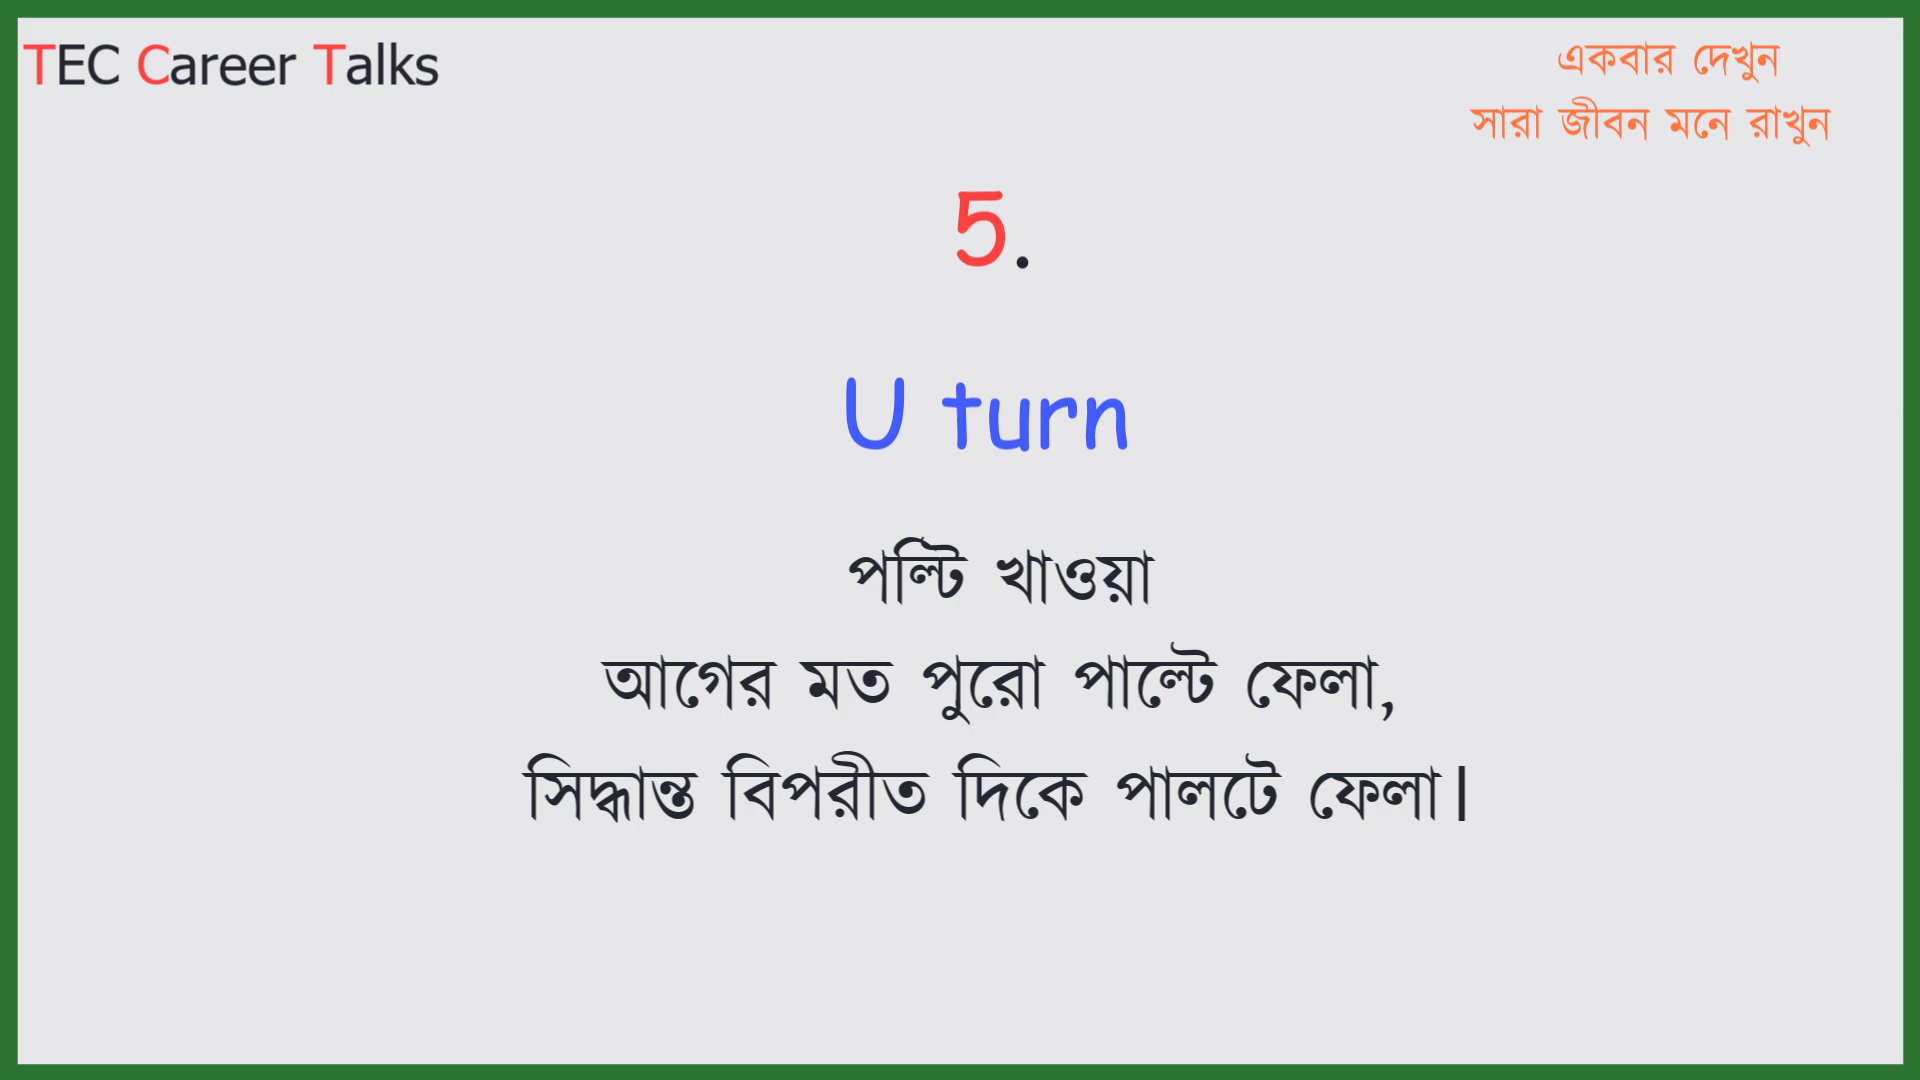 TEC Career Talks
একবার দেখুন
সারা জীবন মনে রাখুন
5.
U turn
পল্টি খাওয়া
আগের মত পুরো পাল্টে ফেলা,
সিদ্ধান্ত বিপরীত দিকে পালটে ফেলা।